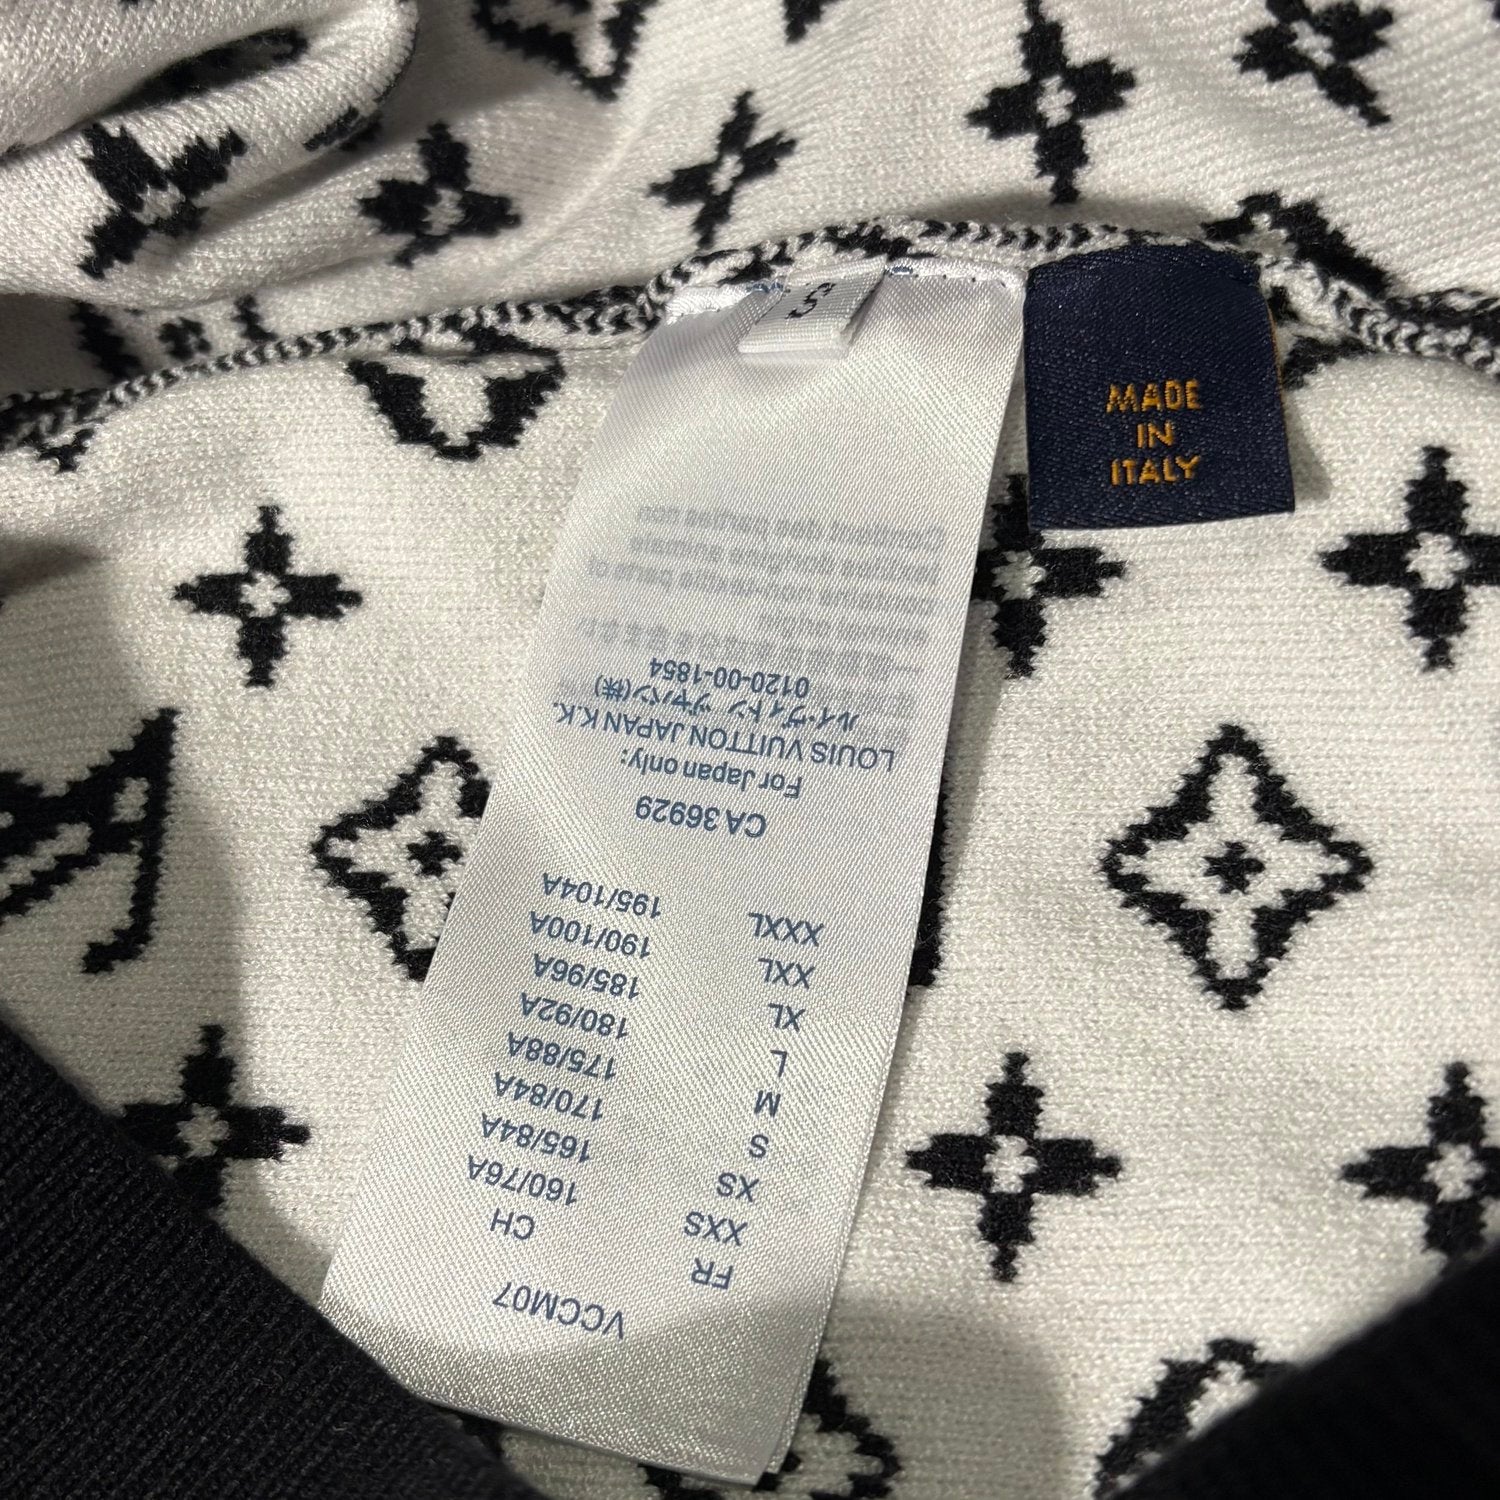 S
MADE
IN
ITALY
VCCM07
FR CH
XXS 160/76A
XS 165/84A
S 170/84A
M 175/88A
L 180/92A
XL 185/96A
XXL 190/100A
XXXL 195/104A
CA 36929
For Japan only:
LOUIS VUITTON JAPAN K.K.
ルイ・ヴィトン ジャパン(株)
0120-00-1854